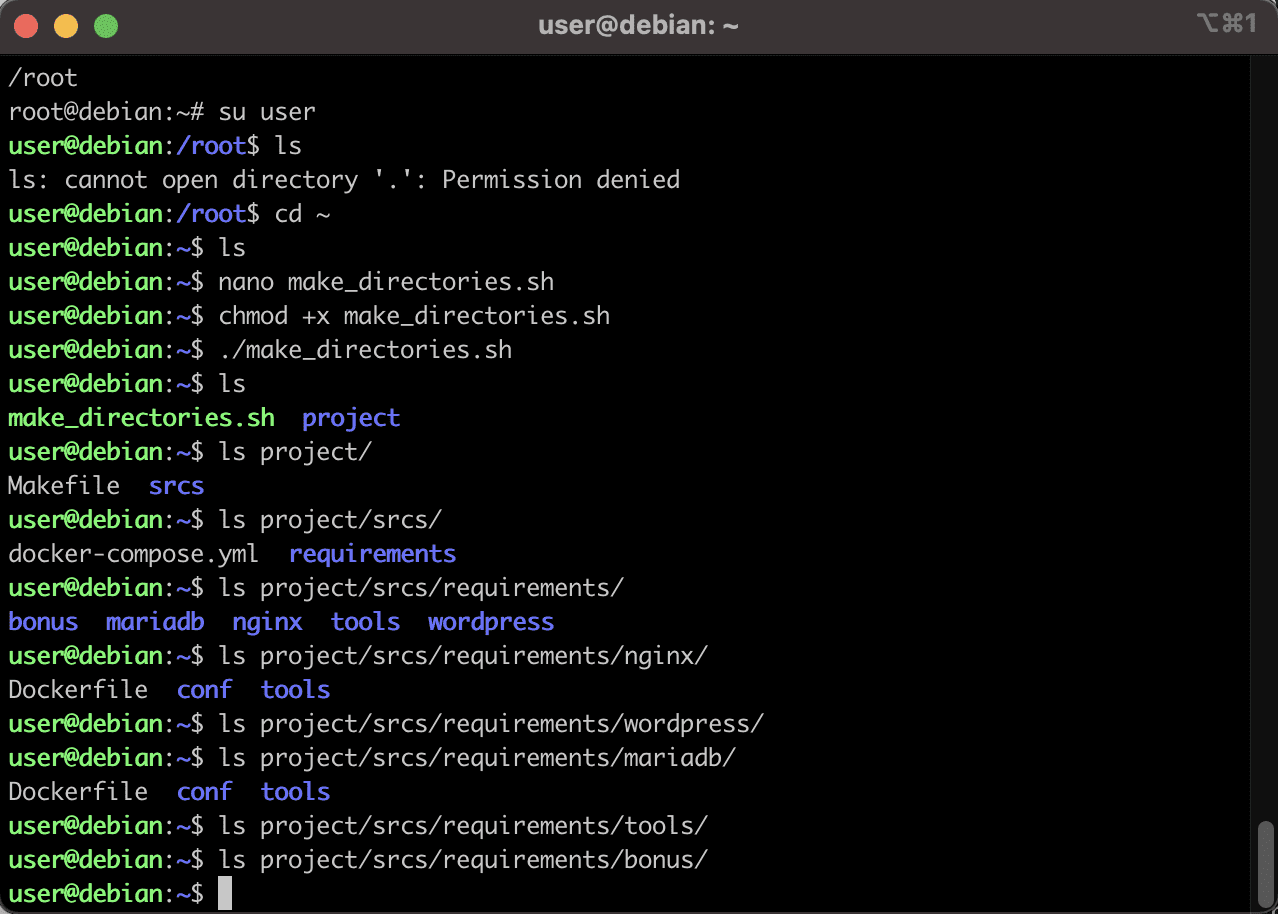 user@debian: ~
⌥⌘1
/root
root@debian:~# su user
user@debian:/root$ ls
ls: cannot open directory '.': Permission denied
user@debian:/root$ cd ~
user@debian:~$ ls
user@debian:~$ nano make_directories.sh
user@debian:~$ chmod +x make_directories.sh
user@debian:~$ ./make_directories.sh
user@debian:~$ ls
make_directories.sh  project
user@debian:~$ ls project/
Makefile  srcs
user@debian:~$ ls project/srcs/
docker-compose.yml  requirements
user@debian:~$ ls project/srcs/requirements/
bonus  mariadb  nginx  tools  wordpress
user@debian:~$ ls project/srcs/requirements/nginx/
Dockerfile  conf  tools
user@debian:~$ ls project/srcs/requirements/wordpress/
user@debian:~$ ls project/srcs/requirements/mariadb/
Dockerfile  conf  tools
user@debian:~$ ls project/srcs/requirements/tools/
user@debian:~$ ls project/srcs/requirements/bonus/
user@debian:~$